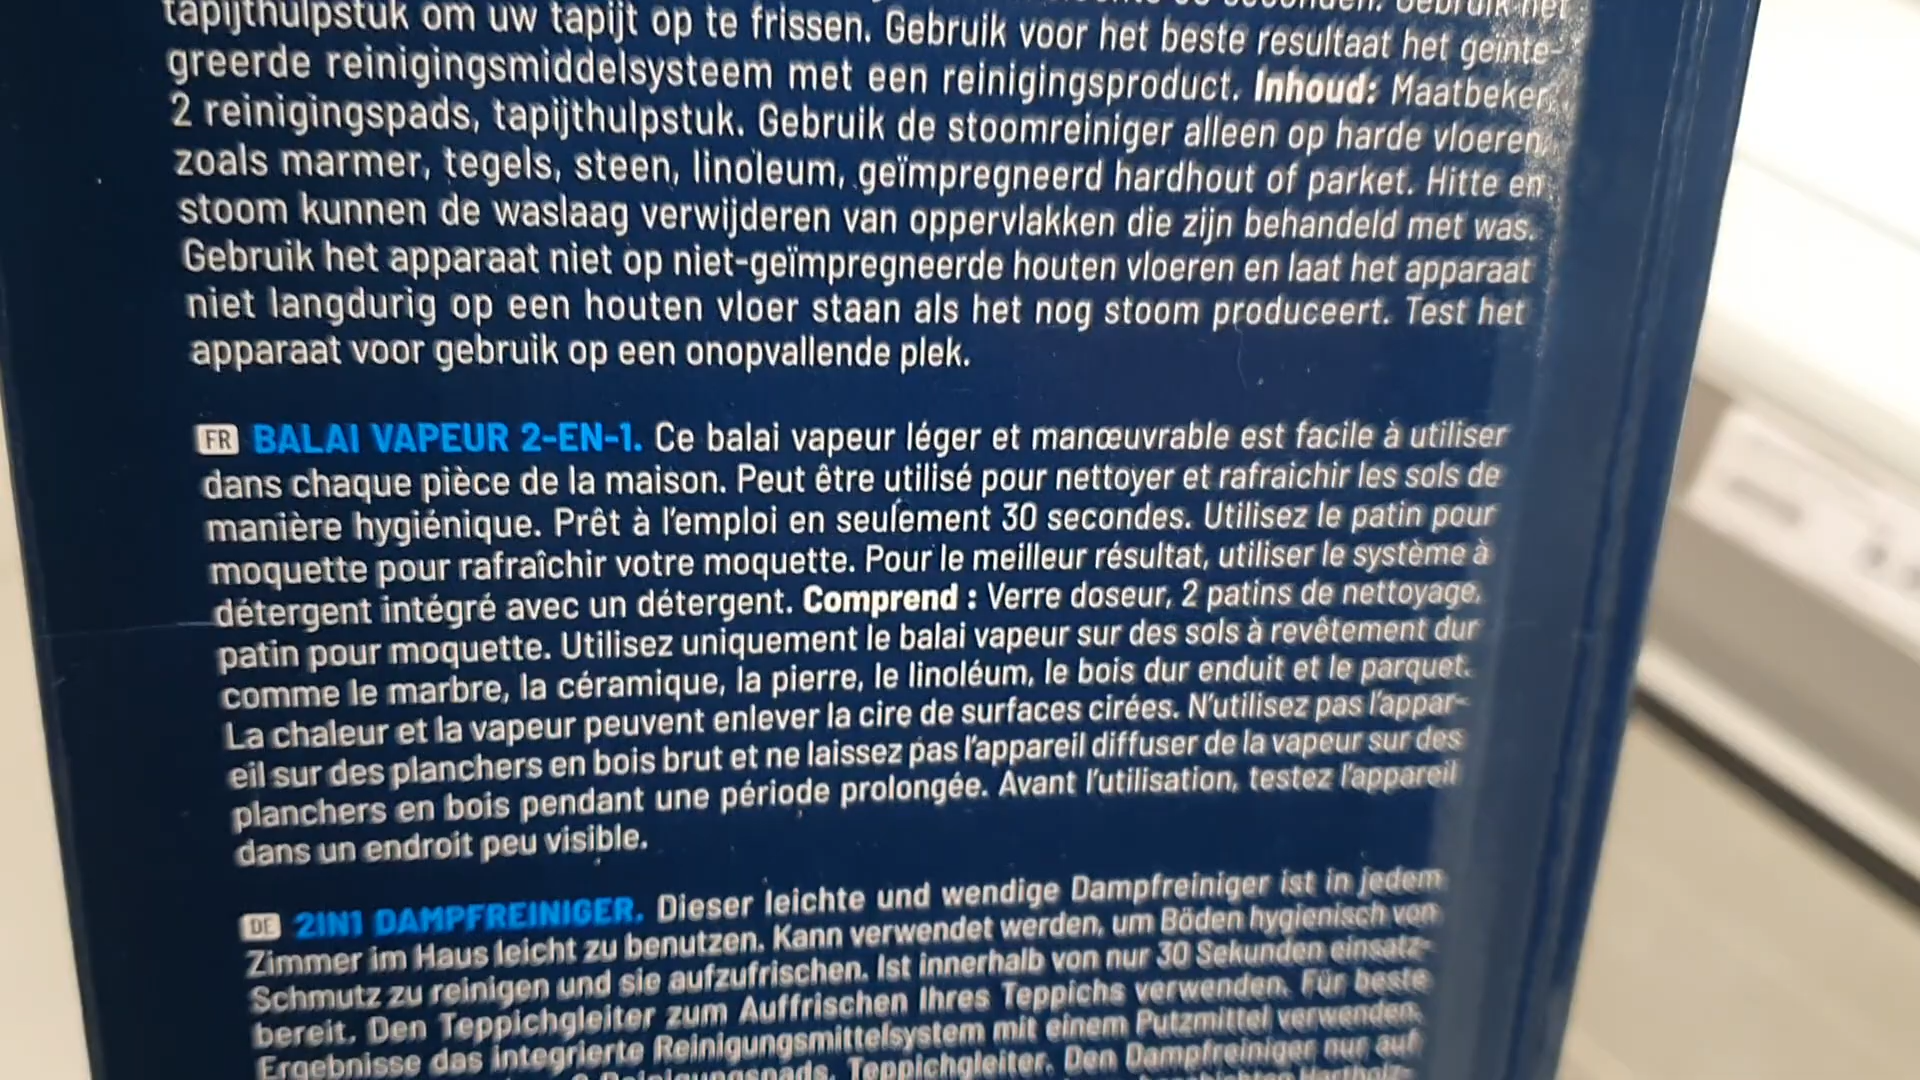 tapijthulpstuk om uw tapijt op te frissen. Gebruik voor het beste resultaat het geïnte-
greerde reinigingsmiddelsysteem met een reinigingsproduct. Inhoud: Maatbeker,
2 reinigingspads, tapijthulpstuk. Gebruik de stoomreiniger alleen op harde vloeren,
zoals marmer, tegels, steen, linoleum, geïmpregneerd hardhout of parket. Hitte en
stoom kunnen de waslaag verwijderen van oppervlakken die zijn behandeld met was.
Gebruik het apparaat niet op niet-geïmpregneerde houten vloeren en laat het apparaat
niet langdurig op een houten vloer staan als het nog stoom produceert. Test het
apparaat voor gebruik op een onopvallende plek.
FR BALAI VAPEUR 2-EN-1. Ce balai vapeur léger et manœuvrable est facile à utiliser
dans chaque pièce de la maison. Peut être utilisé pour nettoyer et rafraichir les sols de
manière hygiénique. Prêt à l'emploi en seulement 30 secondes. Utilisez le patin pour
moquette pour rafraîchir votre moquette. Pour le meilleur résultat, utiliser le système à
détergent intégré avec un détergent. Comprend : Verre doseur, 2 patins de nettoyage,
patin pour moquette. Utilisez uniquement le balai vapeur sur des sols à revêtement dur
comme le marbre, la céramique, la pierre, le linoléum, le bois dur enduit et le parquet.
La chaleur et la vapeur peuvent enlever la cire de surfaces cirées. N'utilisez pas l'appar-
eil sur des planchers en bois brut et ne laissez pas l'appareil diffuser de la vapeur sur des
planchers en bois pendant une période prolongée. Avant l'utilisation, testez l'appareil
dans un endroit peu visible.
DE 2IN1 DAMPFREINIGER. Dieser leichte und wendige Dampfreiniger ist in jedem
Zimmer im Haus leicht zu benutzen. Kann verwendet werden, um Böden hygienisch von
Schmutz zu reinigen und sie aufzufrischen. Ist innerhalb von nur 30 Sekunden einsatz-
bereit. Den Teppichgleiter zum Auffrischen Ihres Teppichs verwenden. Für beste
Ergebnisse das integrierte Reinigungsmittelsystem mit einem Putzmittel verwenden.
Teppichgleiter. Den Dampfreiniger nur auf